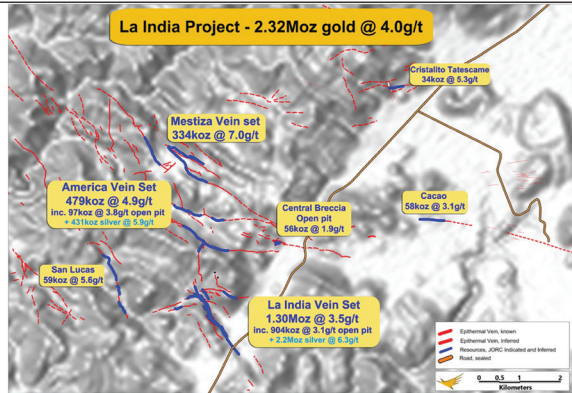 La India Project - 2.32Moz gold @ 4.0g/t
Cristalito Tatescame
34koz @ 5.3g/t
Mestiza Vein set
334koz @ 7.0g/t
America Vein Set
479koz @ 4.9g/t
inc. 97koz @ 3.8g/t open pit
+ 431koz silver @ 5.9g/t
Central Breccia
Open pit
56koz @ 1.9g/t
Cacao
58koz @ 3.1g/t
San Lucas
59koz @ 5.6g/t
La India Vein Set
1.30Moz @ 3.5g/t
inc. 904koz @ 3.1g/t open pit
+ 2.2Moz silver @ 6.3g/t
Epithermal Vein, known
Epithermal Vein, Inferred
Resources, JORC Indicated and Inferred
Road, sealed
0 0.5 1 2
Kilometers